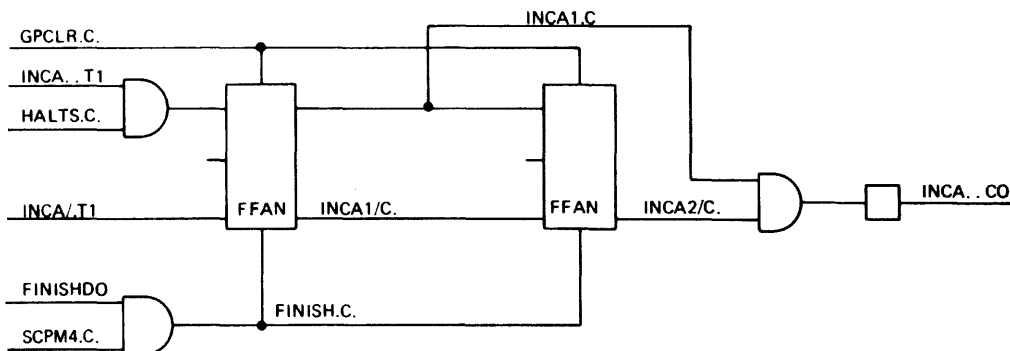 INCA1.C
GPCLR.C.
INCA. . T1
HALTS.C.
INCA/.T1
FFAN
INCA1/C.
FFAN
INCA2/C.
INCA. . CO
FINISHDO
FINISH.C.
SCPM4.C.